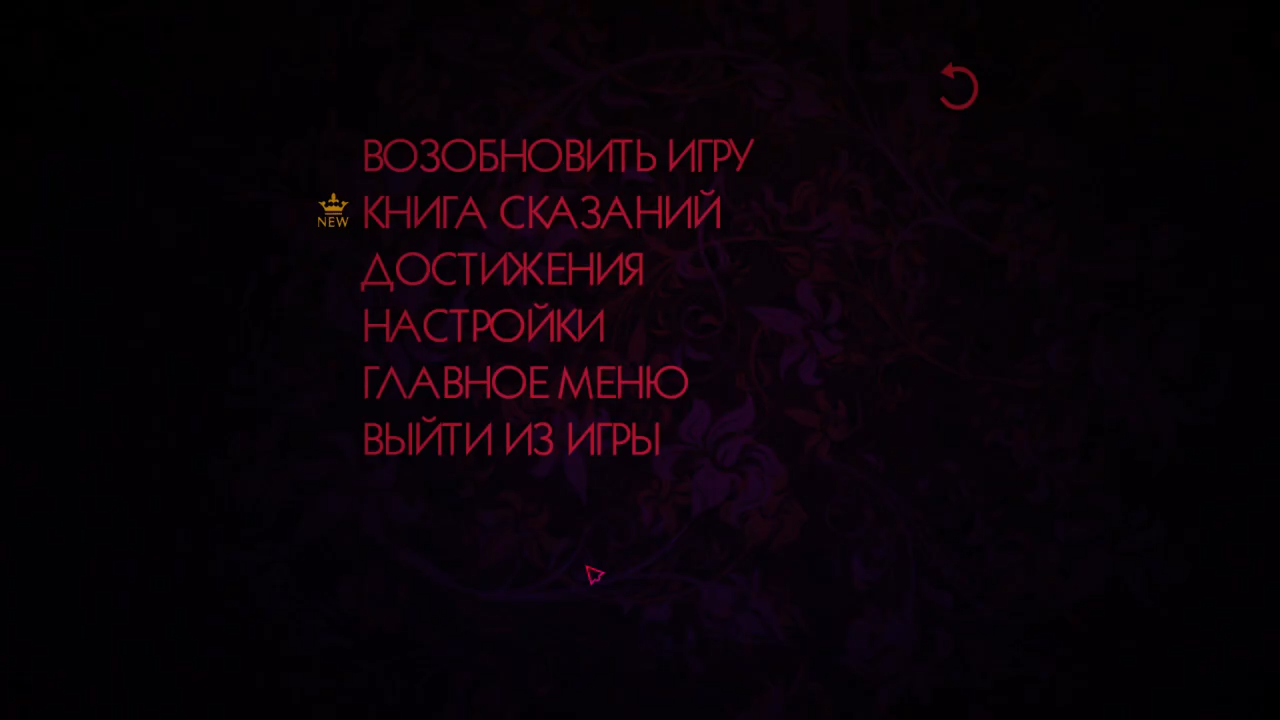 ВОЗОБНОВИТЬ ИГРУ
NEW
КНИГА СКАЗАНИЙ
ДОСТИЖЕНИЯ
НАСТРОЙКИ
ГЛАВНОЕ МЕНЮ
ВЫЙТИ ИЗ ИГРЫ